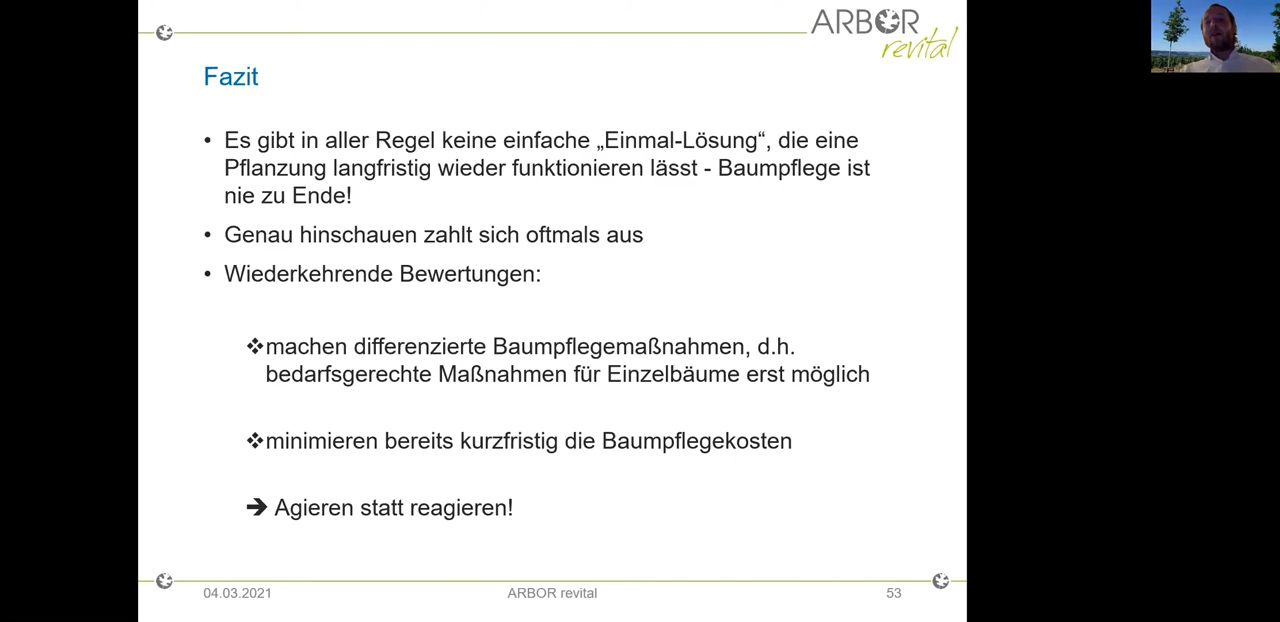 ARBOR
revital
Fazit
• Es gibt in aller Regel keine einfache „Einmal-Lösung“, die eine
Pflanzung langfristig wieder funktionieren lässt - Baumpflege ist
nie zu Ende!
• Genau hinschauen zahlt sich oftmals aus
• Wiederkehrende Bewertungen:
❖machen differenzierte Baumpflegemaßnahmen, d.h.
bedarfsgerechte Maßnahmen für Einzelbäume erst möglich
❖minimieren bereits kurzfristig die Baumpflegekosten
➔ Agieren statt reagieren!
04.03.2021 ARBOR revital 53